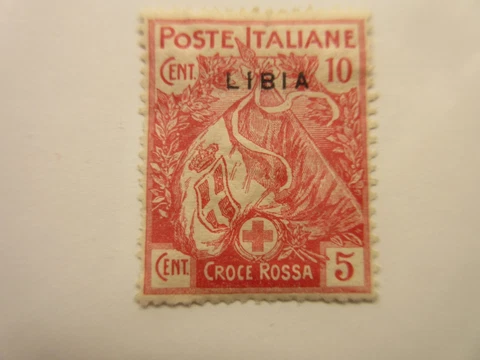 POSTE ITALIANE
CENT. 10
LIBIA
CENT. CROCE ROSSA 5